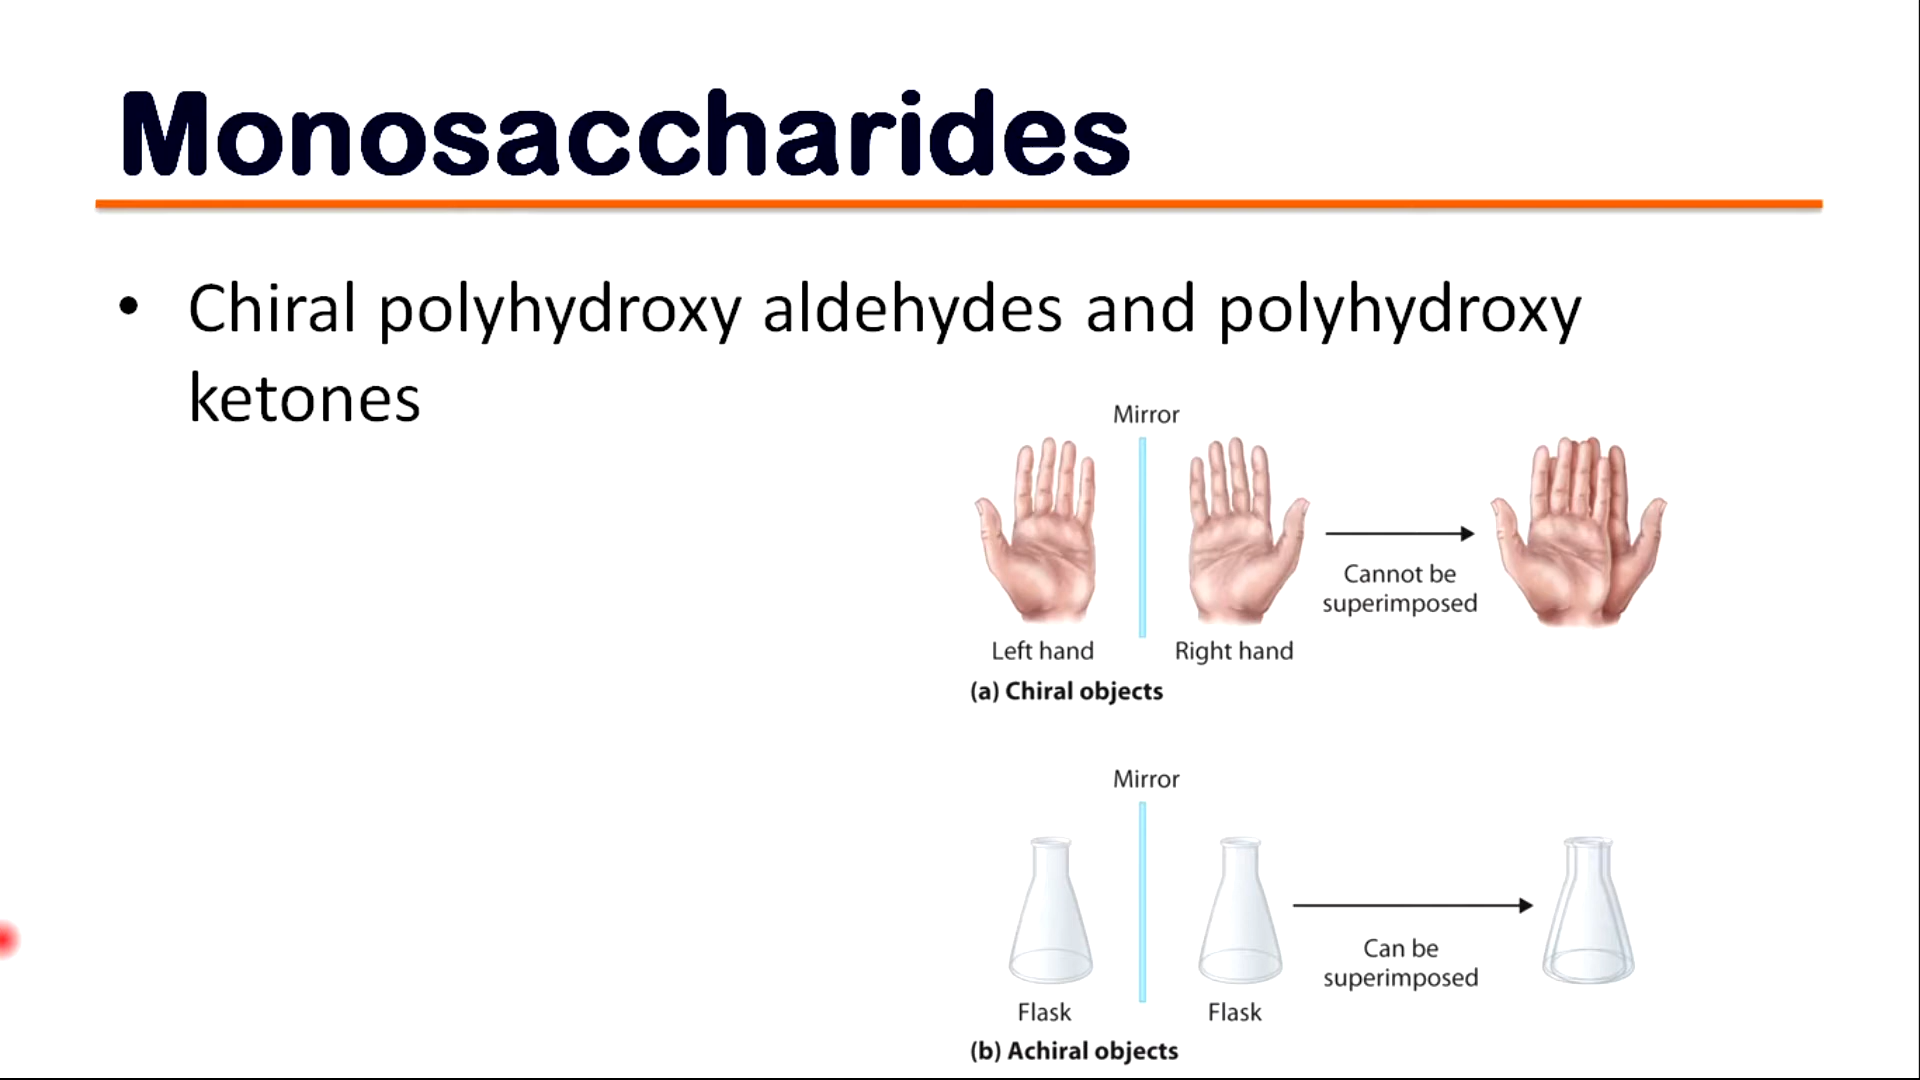 Monosaccharides
• Chiral polyhydroxy aldehydes and polyhydroxy
ketones
Mirror
Cannot be
superimposed
Left hand
Right hand
(a) Chiral objects
Mirror
Can be
superimposed
Flask
Flask
(b) Achiral objects